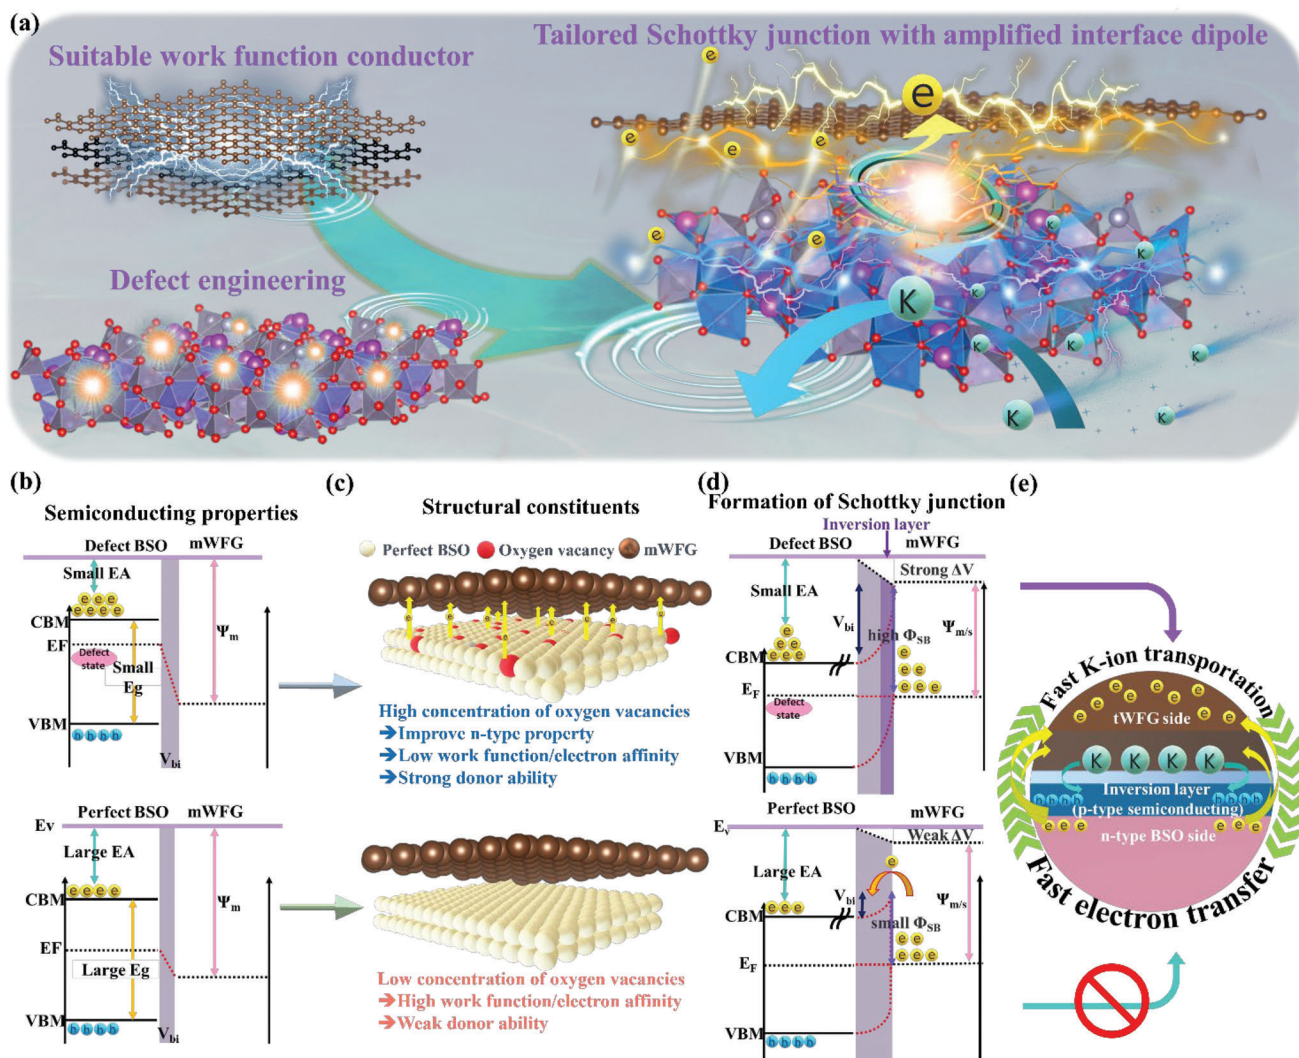 (a)
Suitable work function conductor
Tailored Schottky junction with amplified interface dipole
e
e
e
e
e
e
Defect engineering
K
K
K
K
K
K
K
K
K
(b)
Semiconducting properties
Defect BSO mWFG
Small EA
e e e
e e e e
CBM
EF
Defect
state
Small
Eg
Ψm
VBM
h h h h
Vbi
Perfect BSO mWFG
Ev
Large EA
e e e e
CBM
Ψm
EF
Large Eg
VBM
h h h h
Vbi
(c)
Structural constituents
Perfect BSO Oxygen vacancy mWFG
High concentration of oxygen vacancies
➔Improve n-type property
➔Low work function/electron affinity
➔Strong donor ability
Low concentration of oxygen vacancies
➔High work function/electron affinity
➔Weak donor ability
(d)
Formation of Schottky junction
Inversion layer
Defect BSO mWFG
Strong ΔV
Small EA
Vbi
Ψm/s
high ΦSB
e
e e
e e e
e
e e
e e e
CBM
EF
Defect
state
VBM
h h h h
Perfect BSO mWFG
Ev
Weak ΔV
Large EA
e
Vbi
Ψm/s
e e e
CBM
small ΦSB
e e
e e e
EF
VBM
h h h h
(e)
Fast K-ion transportation
e e e e e e e e e
tWFG side
K K K K
Inversion layer
h h h h h h h h
(p-type semiconducting)
e e e e e e
n-type BSO side
Fast electron transfer